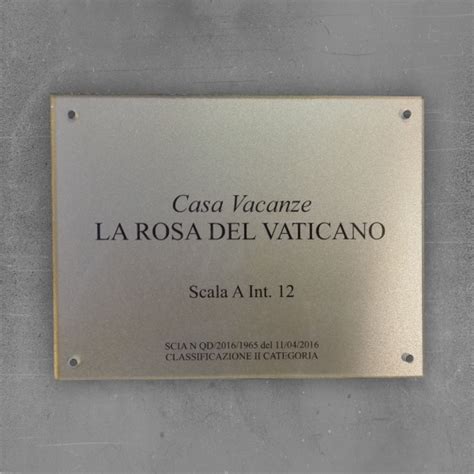 Casa Vacanze
LA ROSA DEL VATICANO
Scala A Int. 12
SCIA N QD/2016/1965 del 11/04/2016
CLASSIFICAZIONE II CATEGORIA